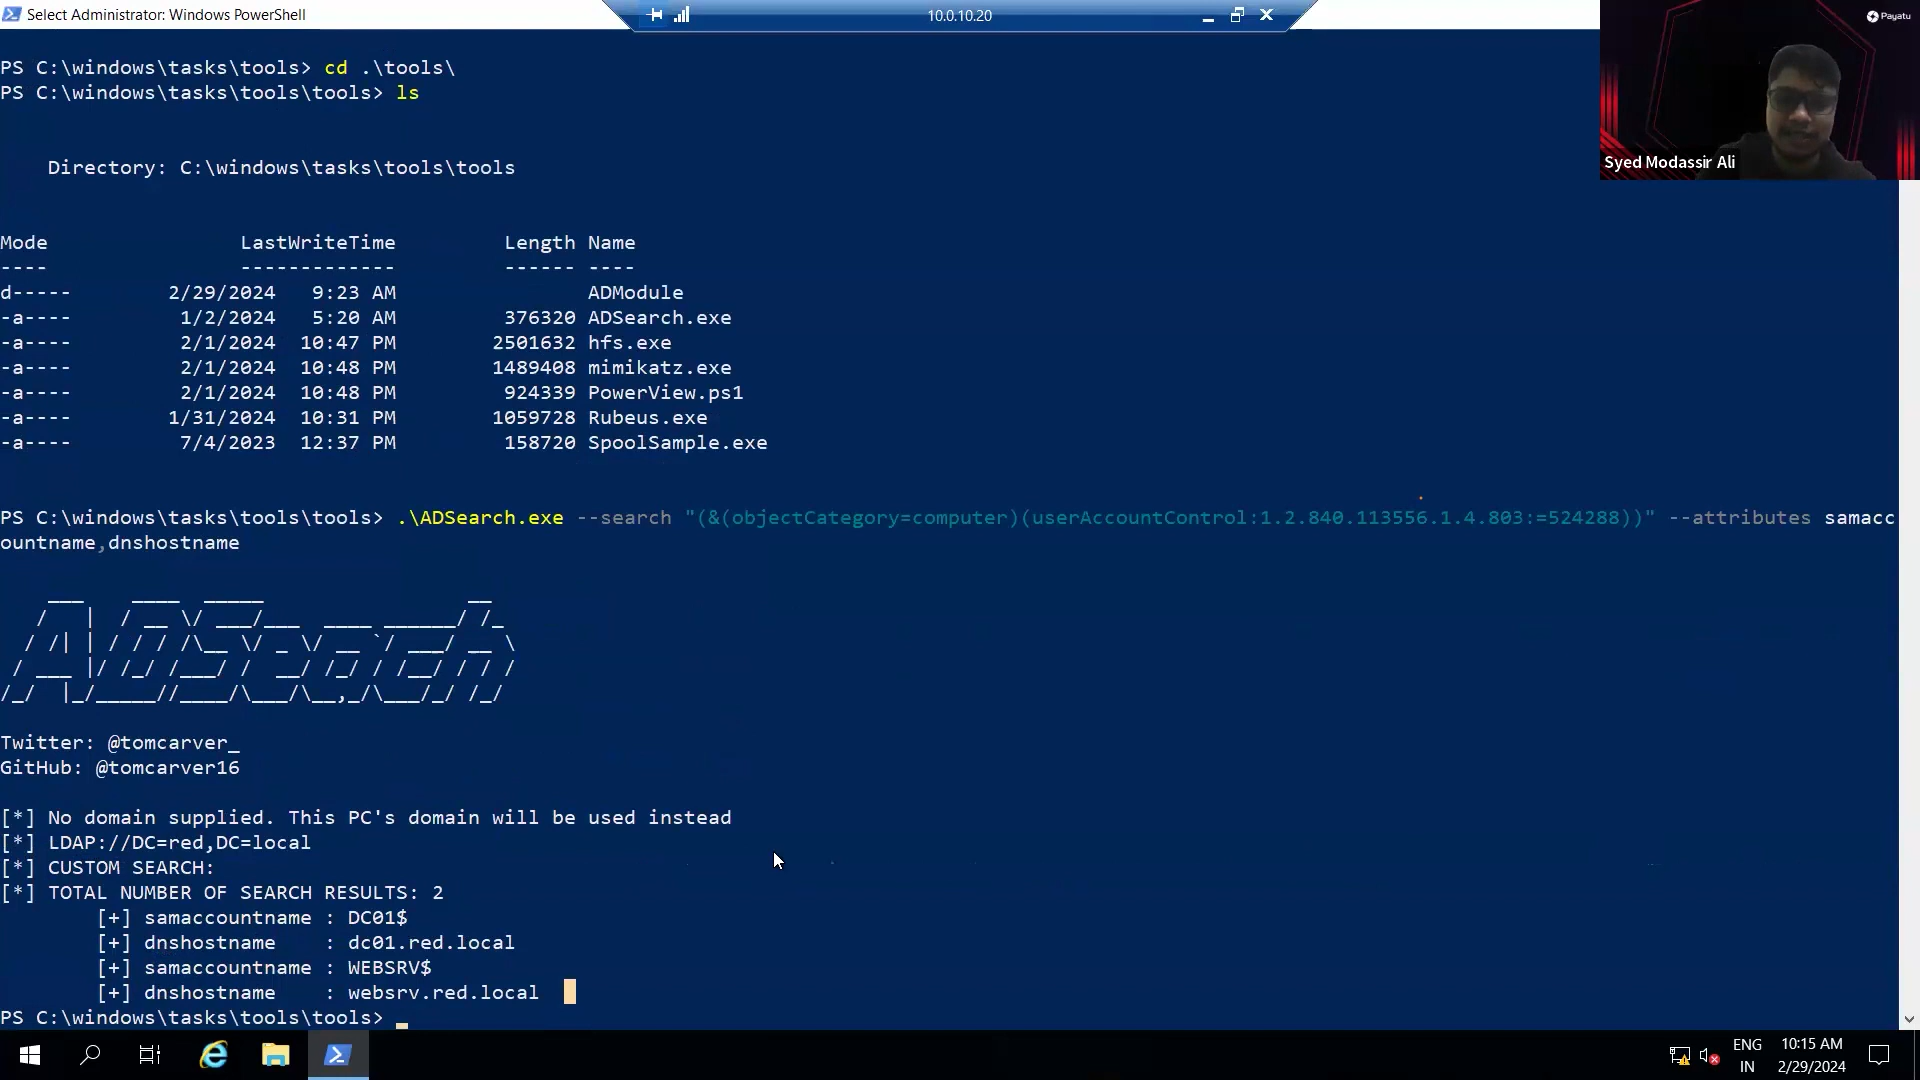 Select Administrator: Windows PowerShell
10.0.10.20
Payatu
Syed Modassir Ali
PS C:\windows\tasks\tools> cd .\tools\
PS C:\windows\tasks\tools\tools> ls
Directory: C:\windows\tasks\tools\tools
Mode LastWriteTime Length Name
---- ------------- ------ ----
d----- 2/29/2024 9:23 AM ADModule
-a---- 1/2/2024 5:20 AM 376320 ADSearch.exe
-a---- 2/1/2024 10:47 PM 2501632 hfs.exe
-a---- 2/1/2024 10:48 PM 1489408 mimikatz.exe
-a---- 2/1/2024 10:48 PM 924339 PowerView.ps1
-a---- 1/31/2024 10:31 PM 1059728 Rubeus.exe
-a---- 7/4/2023 12:37 PM 158720 SpoolSample.exe
PS C:\windows\tasks\tools\tools> .\ADSearch.exe --search "(&(objectCategory=computer)(userAccountControl:1.2.840.113556.1.4.803:=524288))" --attributes samacc
ountname,dnshostname
ADSeach
Twitter: @tomcarver_
GitHub: @tomcarver16
[*] No domain supplied. This PC's domain will be used instead
[*] LDAP://DC=red,DC=local
[*] CUSTOM SEARCH:
[*] TOTAL NUMBER OF SEARCH RESULTS: 2
[+] samaccountname : DC01$
[+] dnshostname : dc01.red.local
[+] samaccountname : WEBSRV$
[+] dnshostname : websrv.red.local
PS C:\windows\tasks\tools\tools>
ENG
IN
10:15 AM
2/29/2024